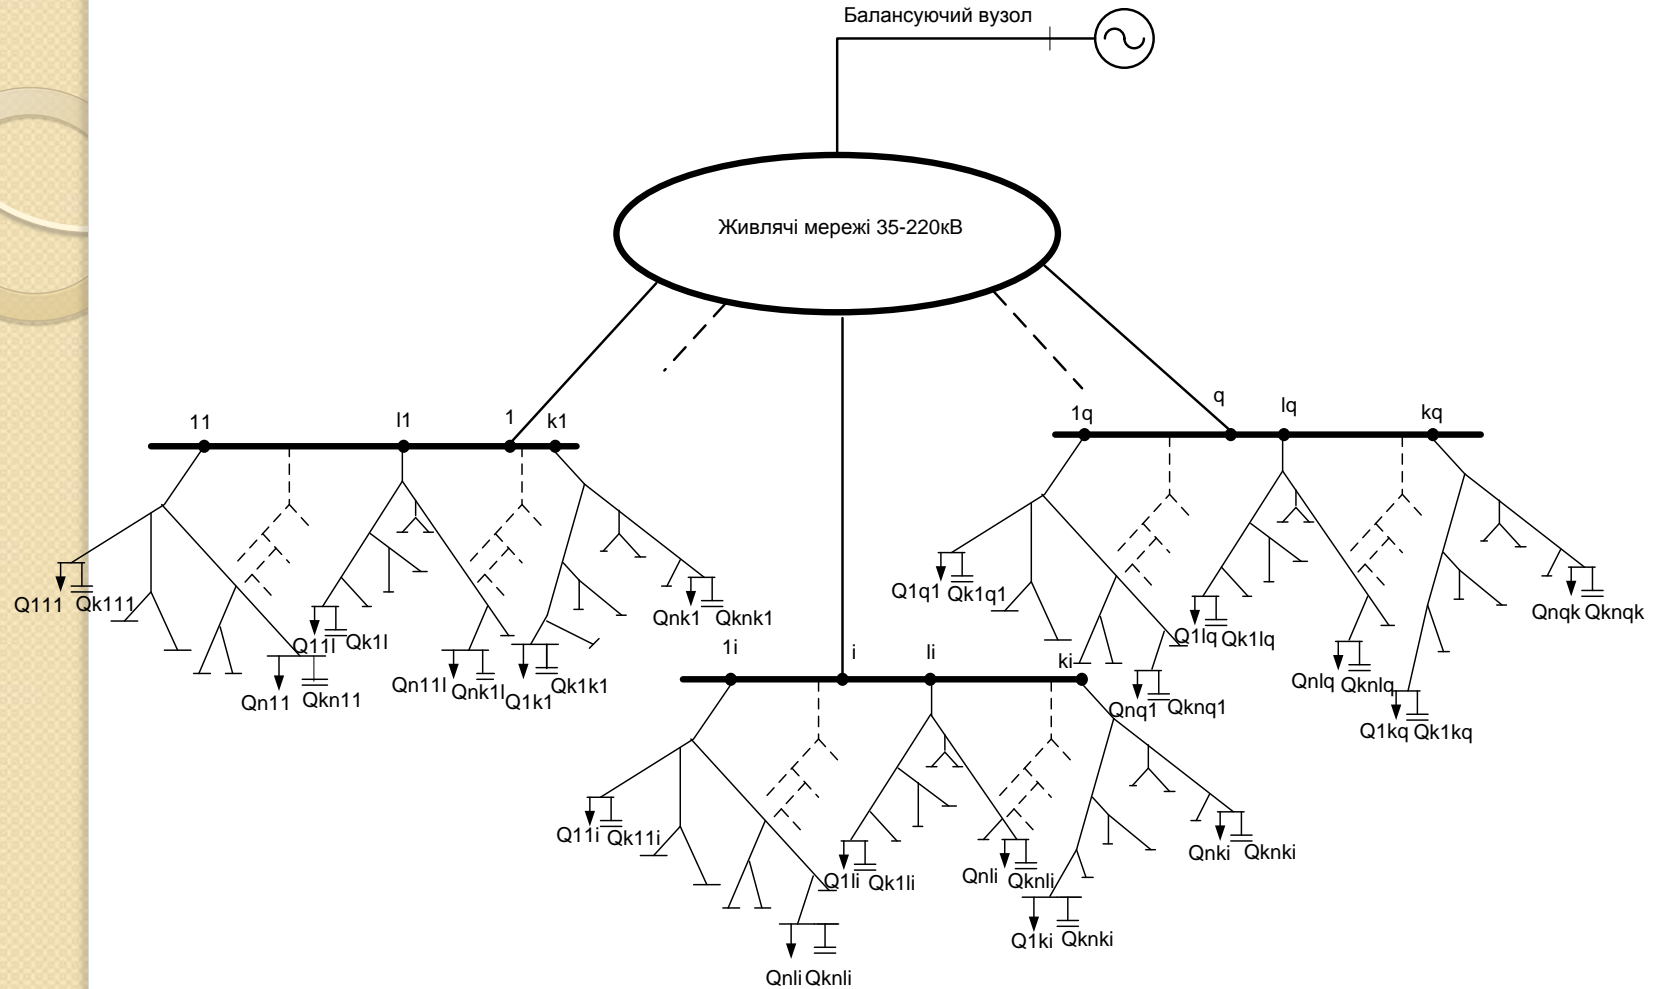 Балансуючий вузол
Живлячі мережі 35-220кВ
11
l1
1
k1
q
1q
lq
kq
Q111 Qk111
Q11l Qk1l
Qn11 Qkn11
Qn11l Qnk1l
Q1k1 Qk1k1
Qnk1 Qknk1
Q1q1 Qk1q1
Q1lq Qk1lq
Qnq1 Qknq1
Qnlq Qknlq
Q1kq Qk1kq
Qnqk Qknqk
1i
i
li
ki
Q11i Qk11i
Q1li Qk1li
Qnli Qknli
Qnli Qknli
Q1ki Qknki
Qnki Qknki